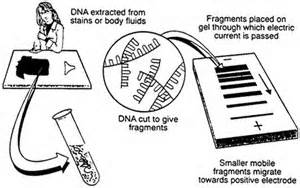 DNA extracted from
stains or body fluids
Fragments placed on
gel through which electric
current is passed
DNA cut to give
fragments
−
+
Smaller mobile
fragments migrate
towards positive electrode